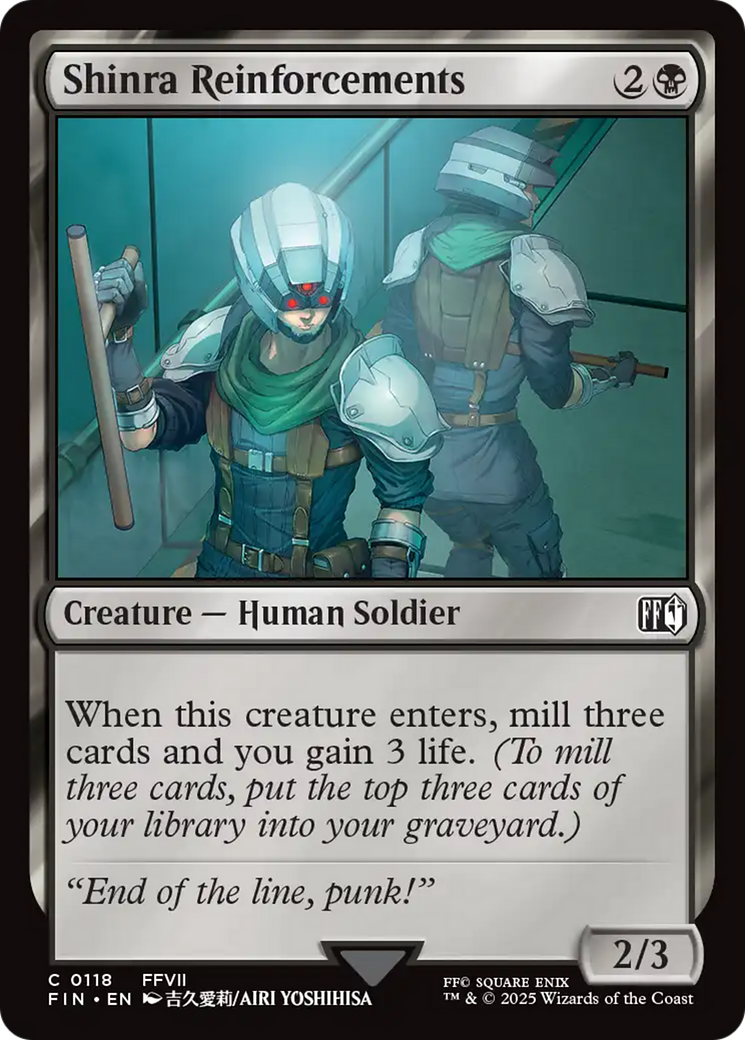 Shinra Reinforcements 2
Creature — Human Soldier FF
When this creature enters, mill three
cards and you gain 3 life. (To mill
three cards, put the top three cards of
your library into your graveyard.)
“End of the line, punk!”
2/3
C 0118 FFVII
FIN • EN 吉久愛莉/AIRI YOSHIHISA
FF© SQUARE ENIX
™ & © 2025 Wizards of the Coast